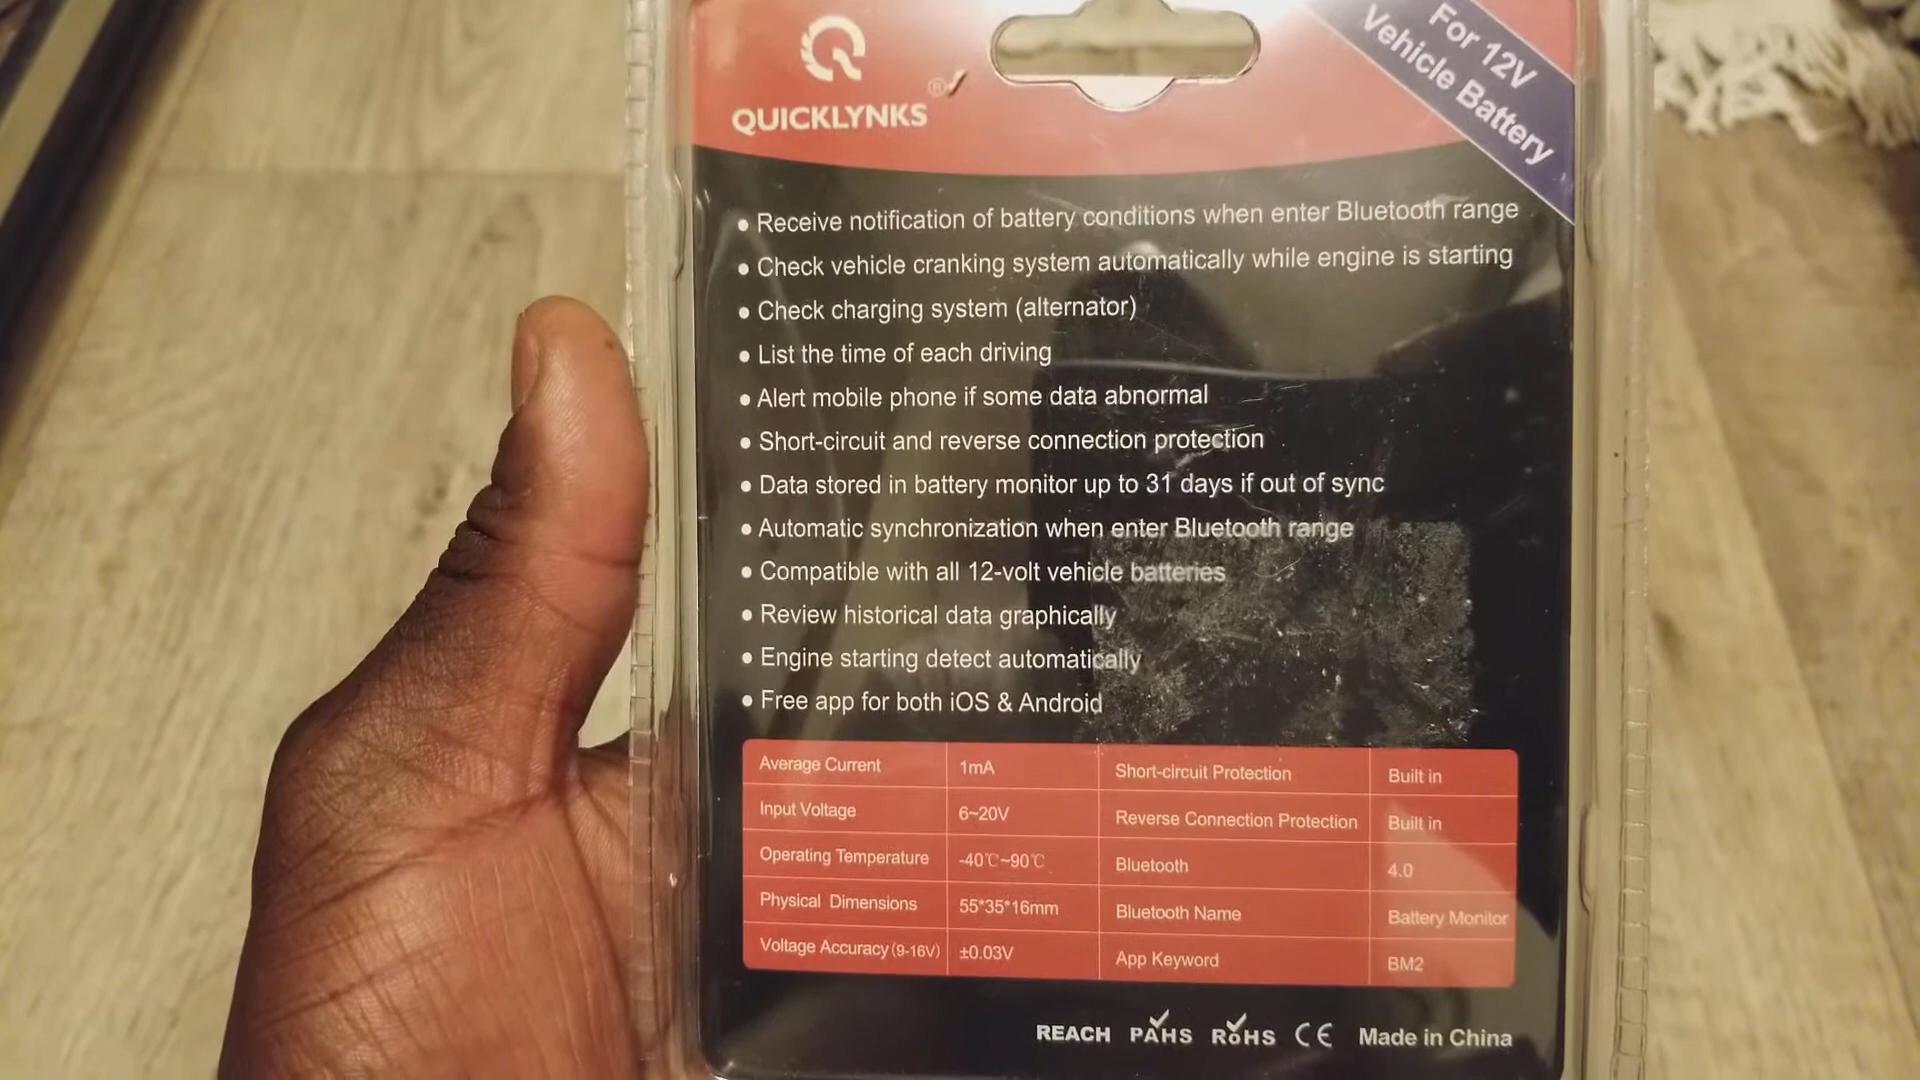 QUICKLYNKS ®
For 12V
Vehicle Battery
● Receive notification of battery conditions when enter Bluetooth range
● Check vehicle cranking system automatically while engine is starting
● Check charging system (alternator)
● List the time of each driving
● Alert mobile phone if some data abnormal
● Short-circuit and reverse connection protection
● Data stored in battery monitor up to 31 days if out of sync
● Automatic synchronization when enter Bluetooth range
● Compatible with all 12-volt vehicle batteries
● Review historical data graphically
● Engine starting detect automatically
● Free app for both iOS & Android
Average Current 1mA Short-circuit Protection Built in
Input Voltage 6~20V Reverse Connection Protection Built in
Operating Temperature -40℃~90℃ Bluetooth 4.0
Physical Dimensions 55*35*16mm Bluetooth Name Battery Monitor
Voltage Accuracy (9-16V) ±0.03V App Keyword BM2
REACH PAHS RoHS CE Made in China